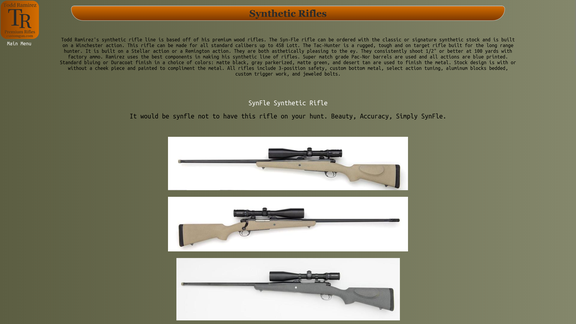 Todd Ramirez
TR
Main Menu
Synthetic Rifles
Todd Ramirez's synthetic rifle line is based off of his premium wood rifles. The Syn-Fle rifle can be ordered with the classic or signature synthetic stock and is built
on a Winchester action. This rifle can be made for all standard calibers up to 458 Lott. The Tac-Hunter is a rugged, tough and on target rifle built for the long range
hunter. It is built on a Stellar action or a Remington action. They are both asthetically pleasing to the ey. They consistently shoot 1/2" or better at 100 yards with
factory ammo. Ramirez uses the best components is making his synthetic line of rifles. Super match grade Pac-Nor barrels are used and all actions are blue printed.
Standard bluing or Duracoat finish in a choice of colors: matte black, gray parkerized, matte green, and desert tan are used to finish the metal. Stock design is with or
without a cheek piece and painted to compliment the metal. All rifles include 3-position safety, custom bottom metal, select action tuning, aluminum blocks bedded,
custom trigger work, and jeweled bolts.
SynFle Synthetic Rifle
It would be synfle not to have this rifle on your hunt. Beauty, Accuracy, Simply SynFle.